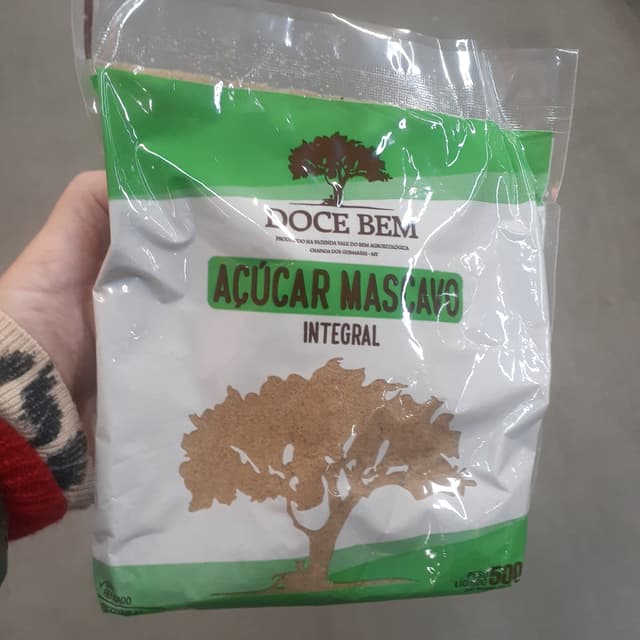 DOCE BEM
PRODUZIDO NA FAZENDA VALE DO BEM AGROECOLÓGICA
CHAPADA DOS GUIMARÃES - MT
AÇÚCAR MASCAVO
INTEGRAL
500